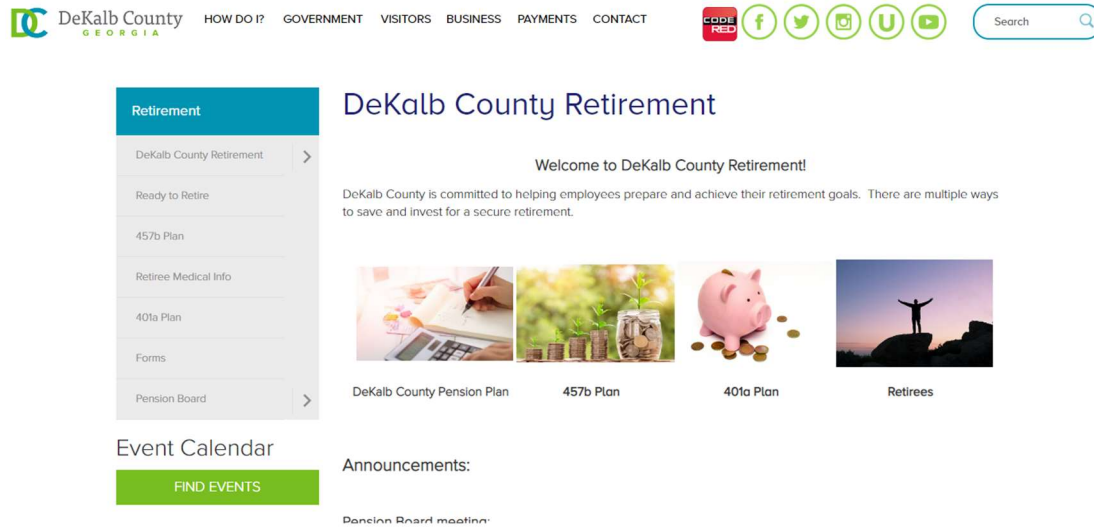 DC DeKalb County
GEORGIA
HOW DO I? GOVERNMENT VISITORS BUSINESS PAYMENTS CONTACT
CODE
RED
Search
Retirement
DeKalb County Retirement
Ready to Retire
457b Plan
Retiree Medical Info
401a Plan
Forms
Pension Board
Event Calendar
FIND EVENTS
DeKalb County Retirement
Welcome to DeKalb County Retirement!
DeKalb County is committed to helping employees prepare and achieve their retirement goals. There are multiple ways
to save and invest for a secure retirement.
DeKalb County Pension Plan
457b Plan
401a Plan
Retirees
Announcements:
Pension Board meeting: